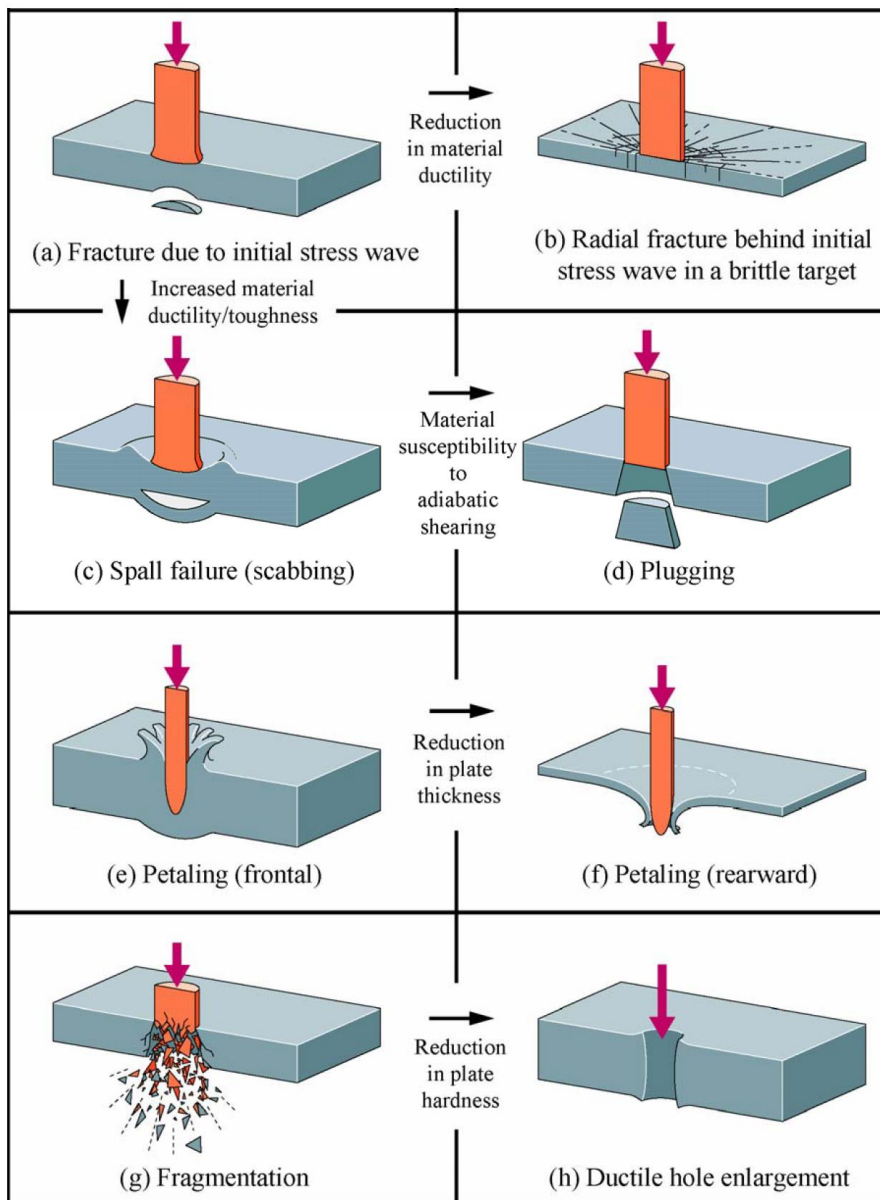 Reduction
in material
ductility
(a) Fracture due to initial stress wave
(b) Radial fracture behind initial
stress wave in a brittle target
Increased material
ductility/toughness
Material
susceptibility
to
adiabatic
shearing
(c) Spall failure (scabbing)
(d) Plugging
Reduction
in plate
thickness
(e) Petaling (frontal)
(f) Petaling (rearward)
Reduction
in plate
hardness
(g) Fragmentation
(h) Ductile hole enlargement